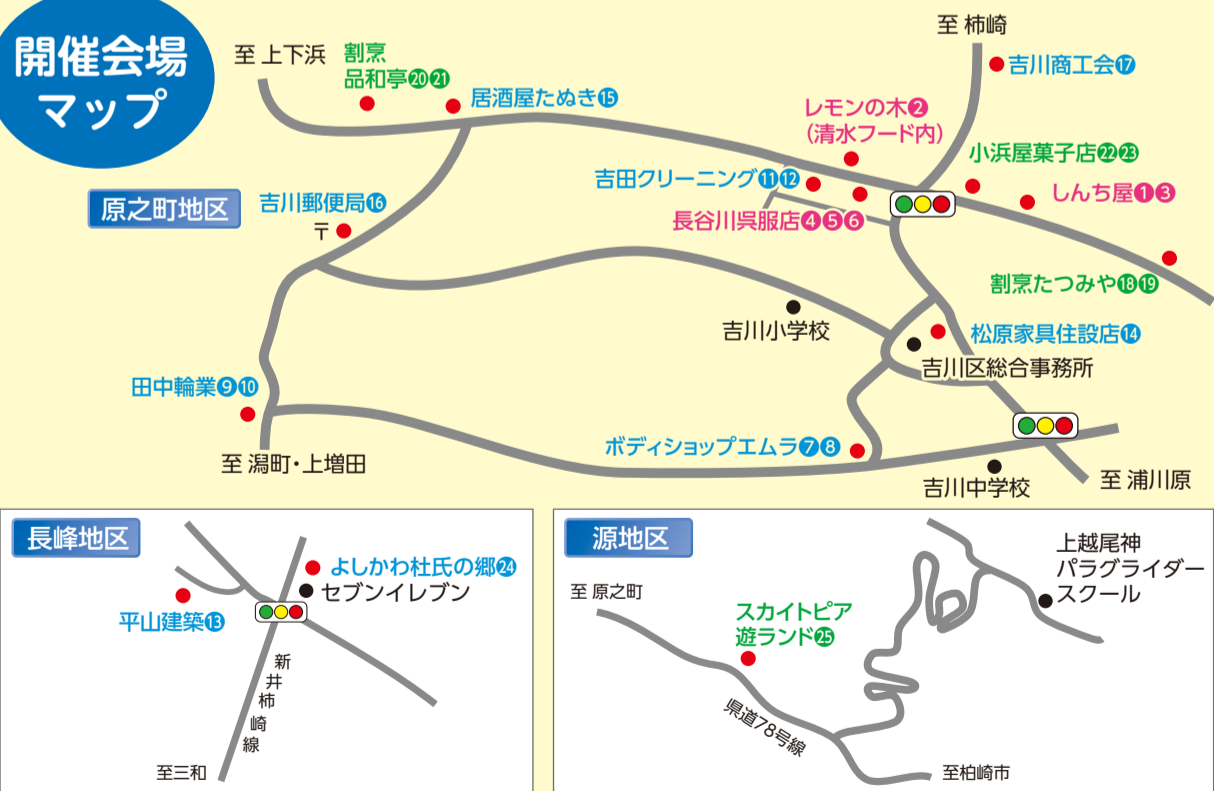 開催会場
マップ
至 上下浜
割烹
品和亭⑳㉑
居酒屋たぬき⑮
至 柿崎
吉川商工会⑰
レモンの木②
(清水フード内)
小浜屋菓子店㉒㉓
吉田クリーニング⑪⑫
しんち屋①③
原之町地区
吉川郵便局⑯
〒
長谷川呉服店④⑤⑥
割烹たつみや⑱⑲
吉川小学校
松原家具住設店⑭
吉川区総合事務所
田中輪業⑨⑩
ボディショップエムラ⑦⑧
至 潟町・上増田
吉川中学校
至 浦川原
長峰地区
よしかわ杜氏の郷㉔
セブンイレブン
平山建築⑬
新井柿崎線
至三和
源地区
上越尾神
パラグライダー
スクール
至 原之町
スカイトピア
遊ランド㉕
県道78号線
至柏崎市